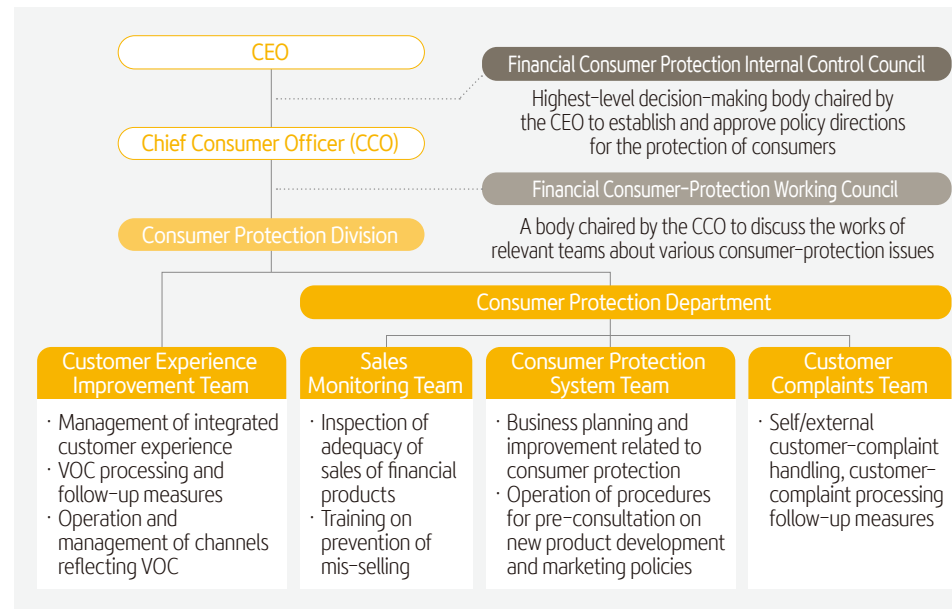 CEO
Financial Consumer Protection Internal Control Council
Highest-level decision-making body chaired by
the CEO to establish and approve policy directions
for the protection of consumers
Chief Consumer Officer (CCO)
Financial Consumer-Protection Working Council
A body chaired by the CCO to discuss the works of
relevant teams about various consumer-protection issues
Consumer Protection Division
Consumer Protection Department
Customer Experience
Improvement Team
· Management of integrated
customer experience
· VOC processing and
follow-up measures
· Operation and
management of channels
reflecting VOC
Sales
Monitoring Team
· Inspection of
adequacy of
sales of financial
products
· Training on
prevention of
mis-selling
Consumer Protection
System Team
· Business planning and
improvement related to
consumer protection
· Operation of procedures
for pre-consultation on
new product development
and marketing policies
Customer
Complaints Team
· Self/external
customer-complaint
handling, customer-
complaint processing
follow-up measures